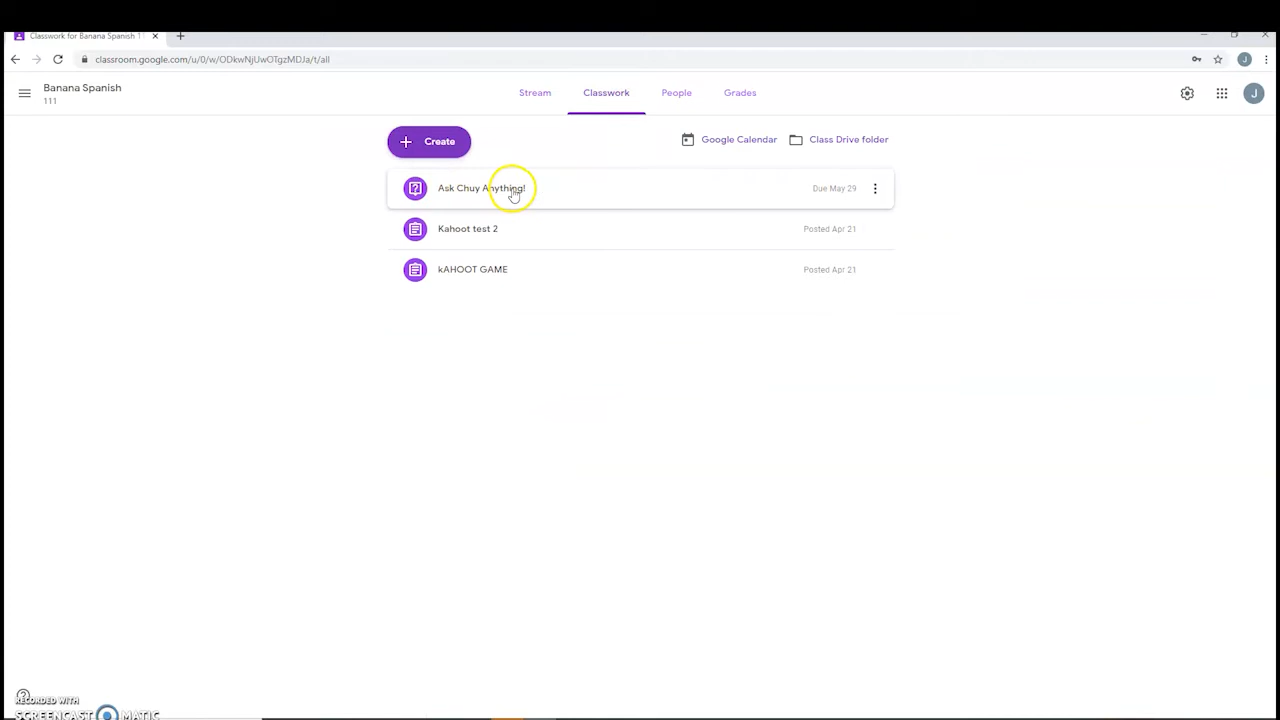 Classwork for Banana Spanish 11
classroom.google.com/u/0/w/ODkwNjUwOTgzMDJa/t/all
J
Banana Spanish
111
Stream
Classwork
People
Grades
J
Create
Google Calendar
Class Drive folder
Ask Chuy Anything!
Due May 29
Kahoot test 2
Posted Apr 21
kAHOOT GAME
Posted Apr 21
RECORDED WITH
SCREENCAST MATIC